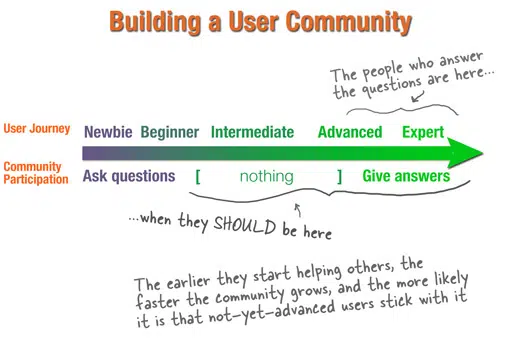 Building a User Community
The people who answer
the questions are here...
User Journey
Newbie Beginner Intermediate Advanced Expert
Community
Participation
Ask questions [ nothing ] Give answers
...when they SHOULD be here
The earlier they start helping others, the
faster the community grows, and the more likely
it is that not-yet-advanced users stick with it